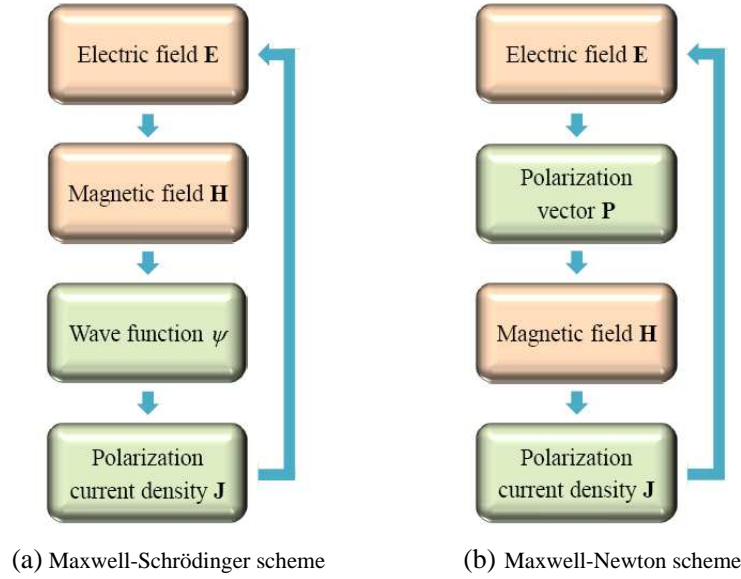 Electric field E
Magnetic field H
Wave function ψ
Polarization
current density J
(a) Maxwell-Schrödinger scheme
Electric field E
Polarization
vector P
Magnetic field H
Polarization
current density J
(b) Maxwell-Newton scheme